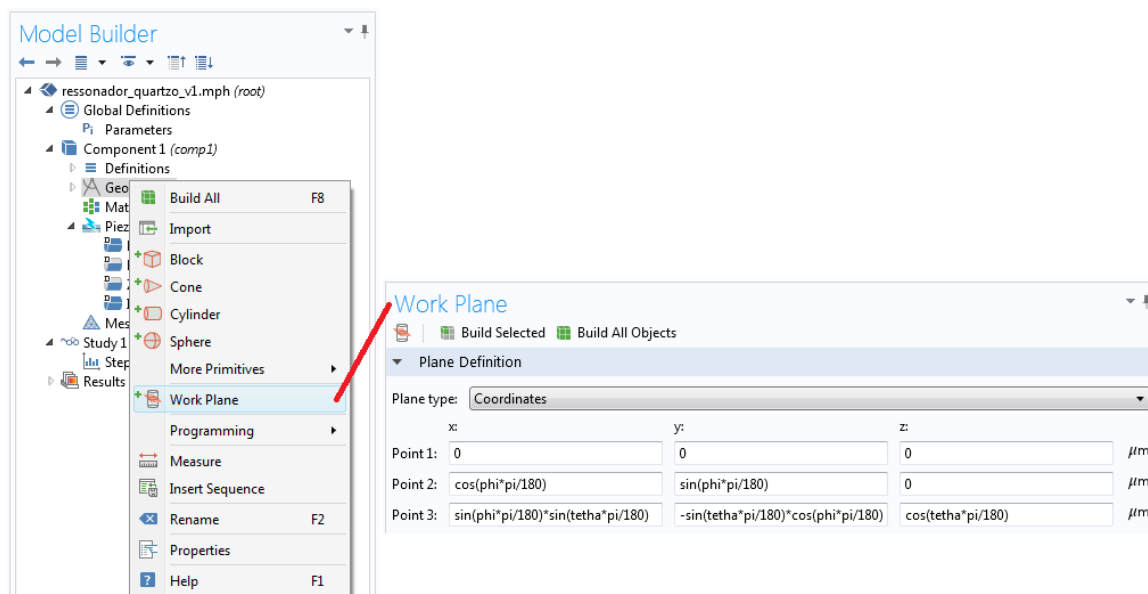 Model Builder
ressonador_quartzo_v1.mph (root)
Global Definitions
Pi Parameters
Component 1 (comp1)
Definitions
Geo
Mat
Piez
Mes
Study 1
Step
Results
Build All F8
Import
Block
Cone
Cylinder
Sphere
More Primitives
Work Plane
Programming
Measure
Insert Sequence
Rename F2
Properties
Help F1
Work Plane
Build Selected Build All Objects
Plane Definition
Plane type: Coordinates
x: y: z:
Point 1: 0 0 0 μm
Point 2: cos(phi*pi/180) sin(phi*pi/180) 0 μm
Point 3: sin(phi*pi/180)*sin(tetha*pi/180) -sin(tetha*pi/180)*cos(phi*pi/180) cos(tetha*pi/180) μm